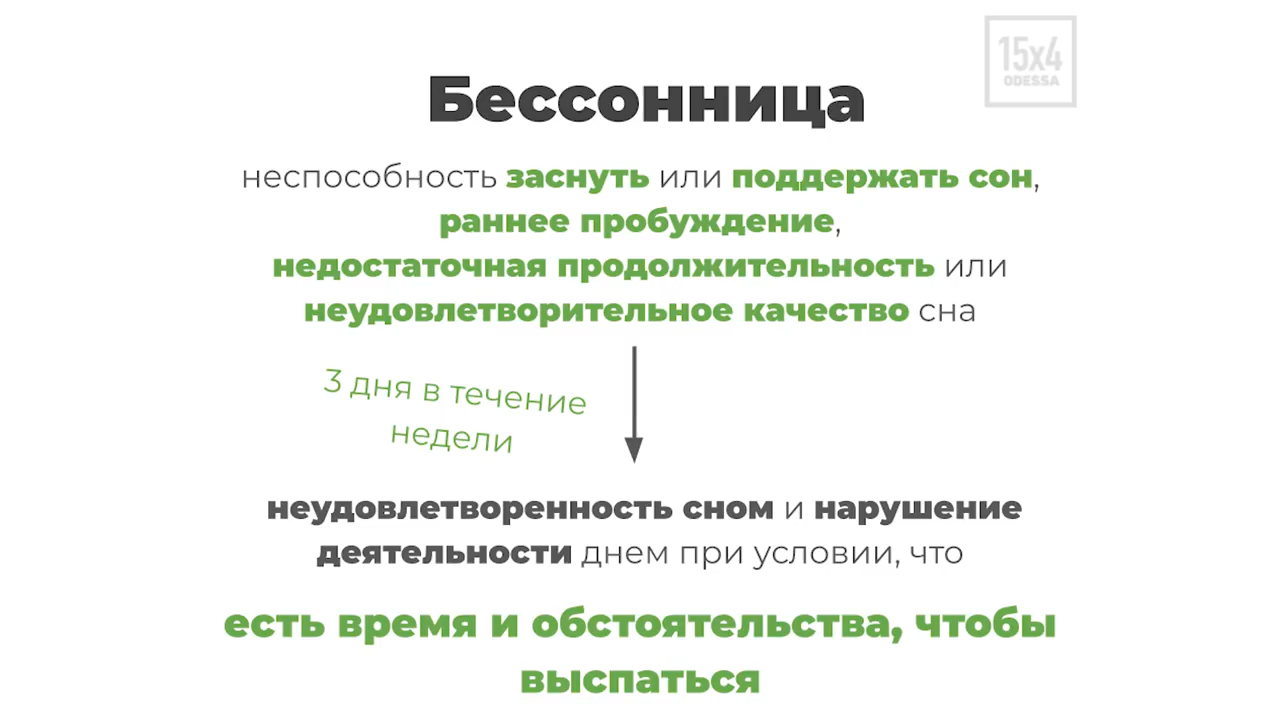 15x4
ODESSA
Бессонница
неспособность заснуть или поддержать сон,
раннее пробуждение,
недостаточная продолжительность или
неудовлетворительное качество сна
3 дня в течение
недели
неудовлетворенность сном и нарушение
деятельности днем при условии, что
есть время и обстоятельства, чтобы
выспаться